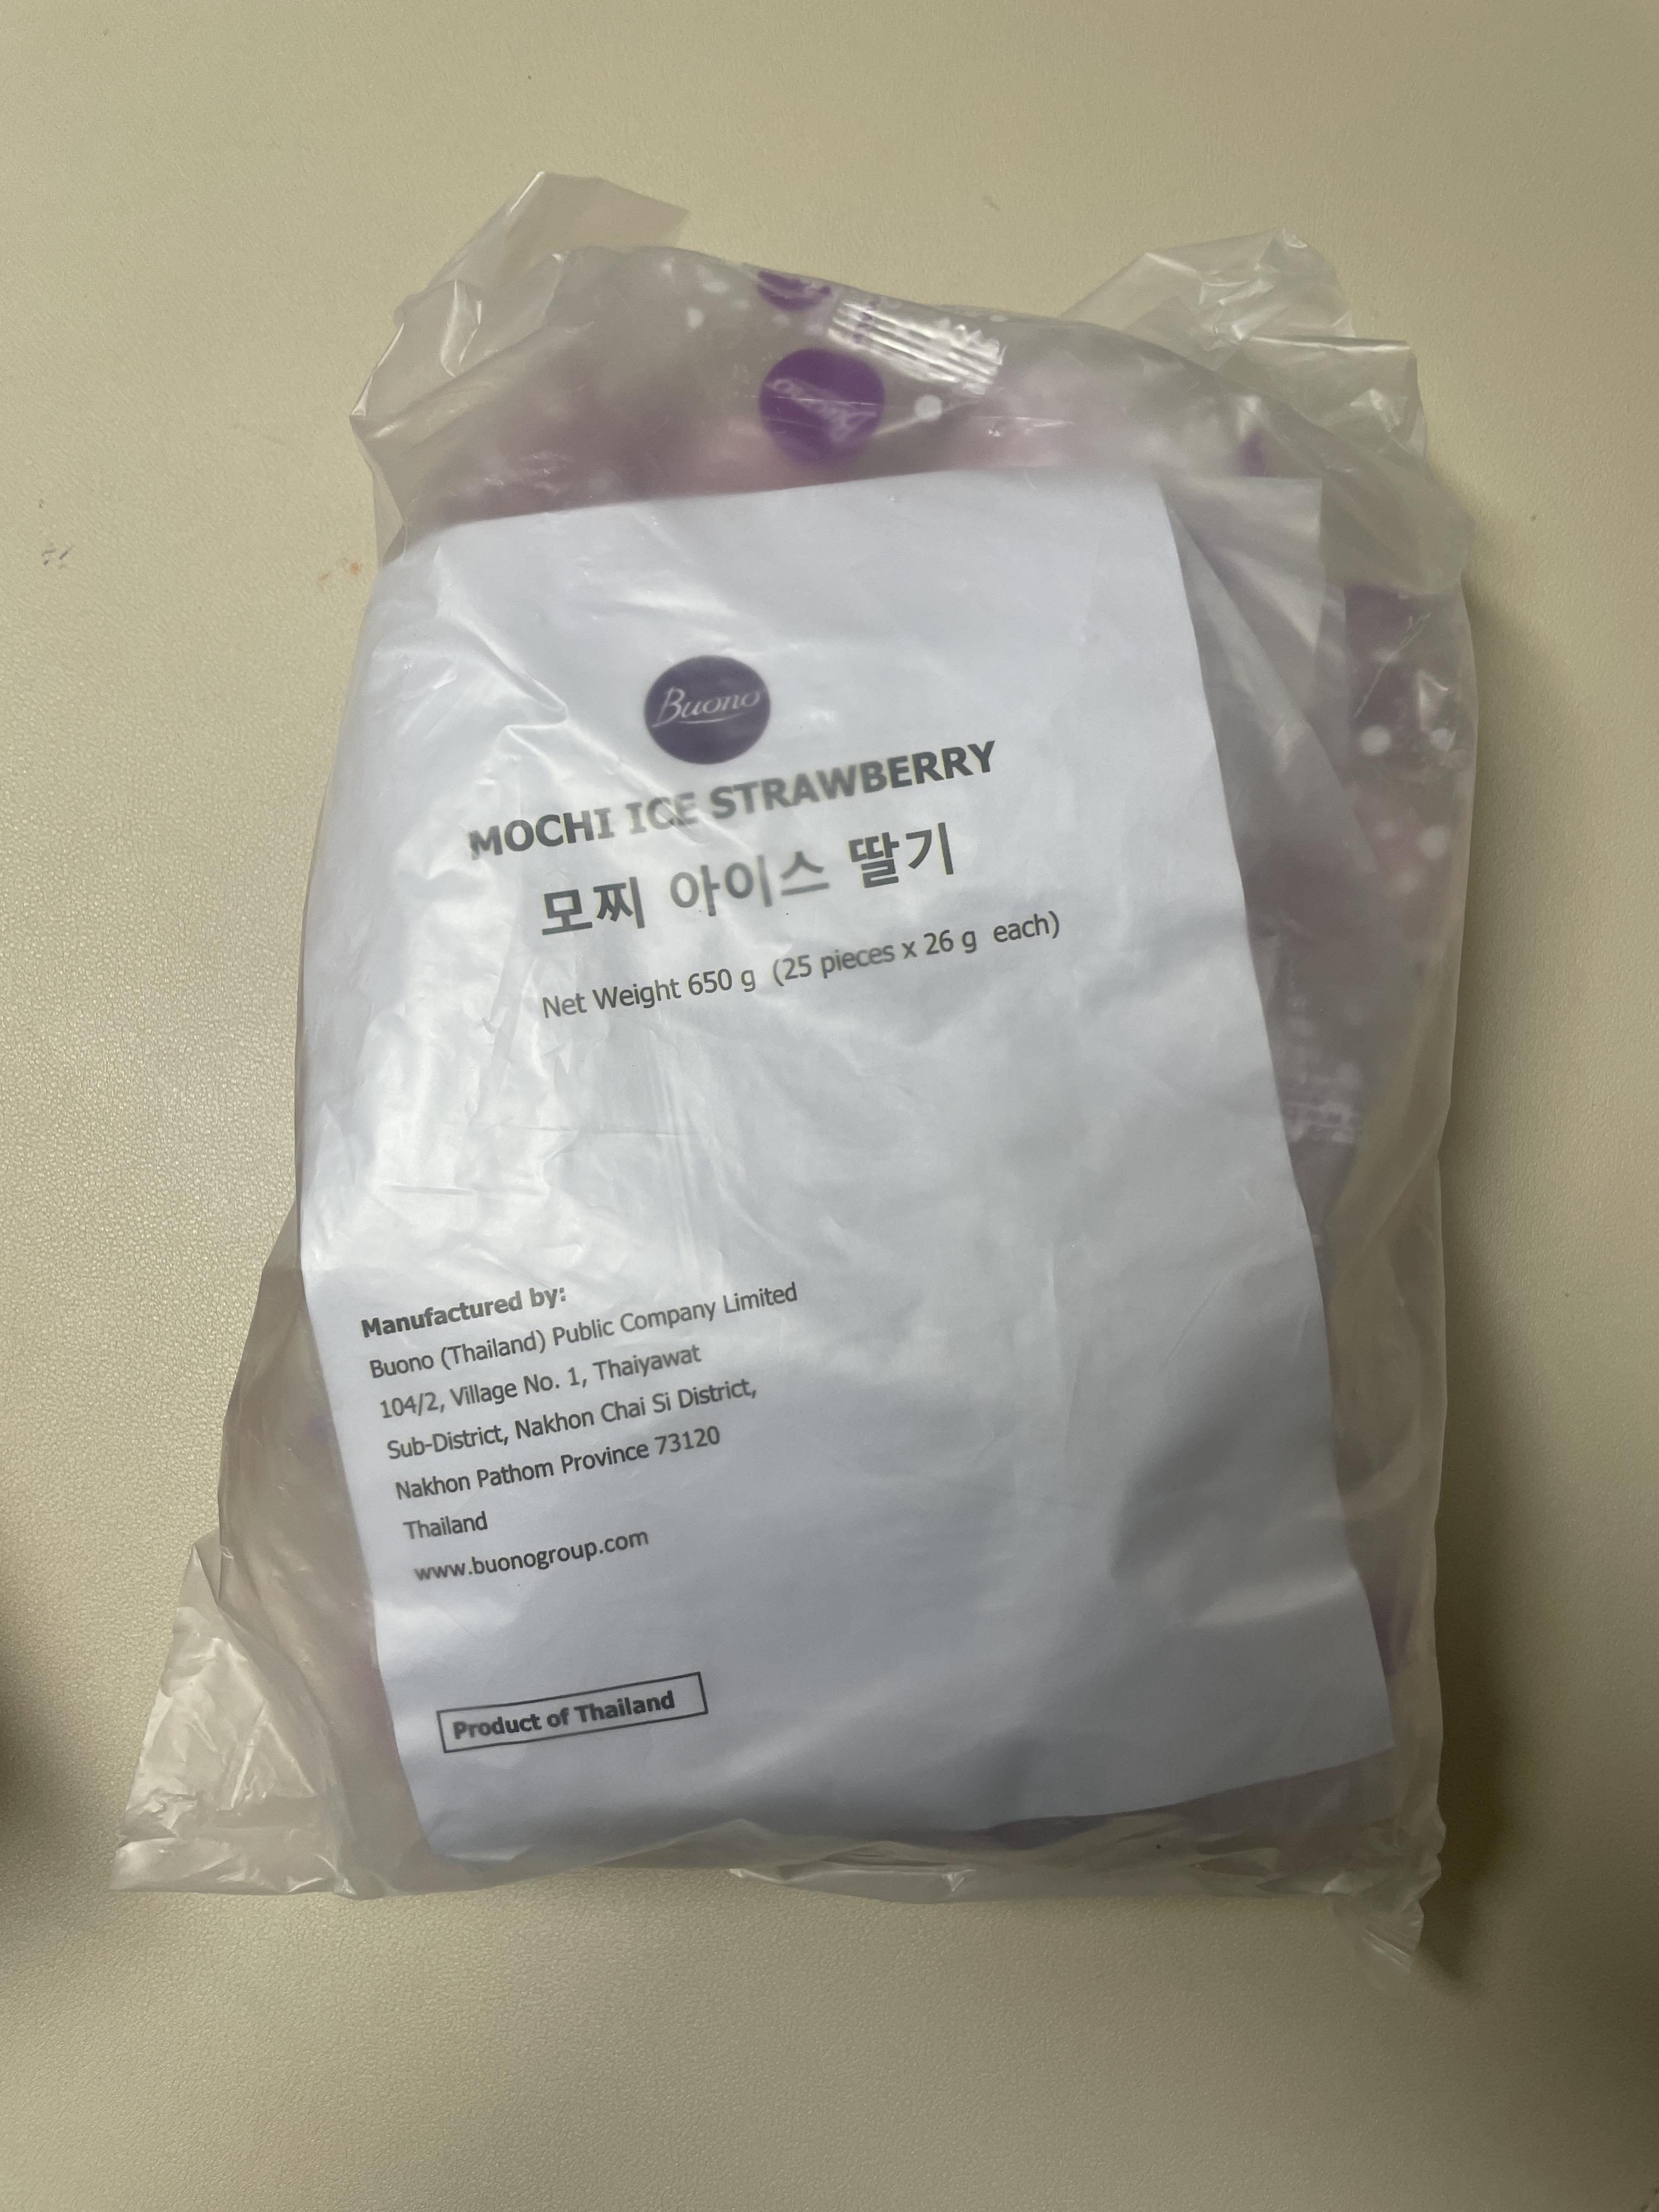 Buono
Buono
MOCHI ICE STRAWBERRY
모찌 아이스 딸기
Net Weight 650 g (25 pieces x 26 g each)
Manufactured by:
Buono (Thailand) Public Company Limited
104/2, Village No. 1, Thaiyawat
Sub-District, Nakhon Chai Si District,
Nakhon Pathom Province 73120
Thailand
www.buonogroup.com
Product of Thailand